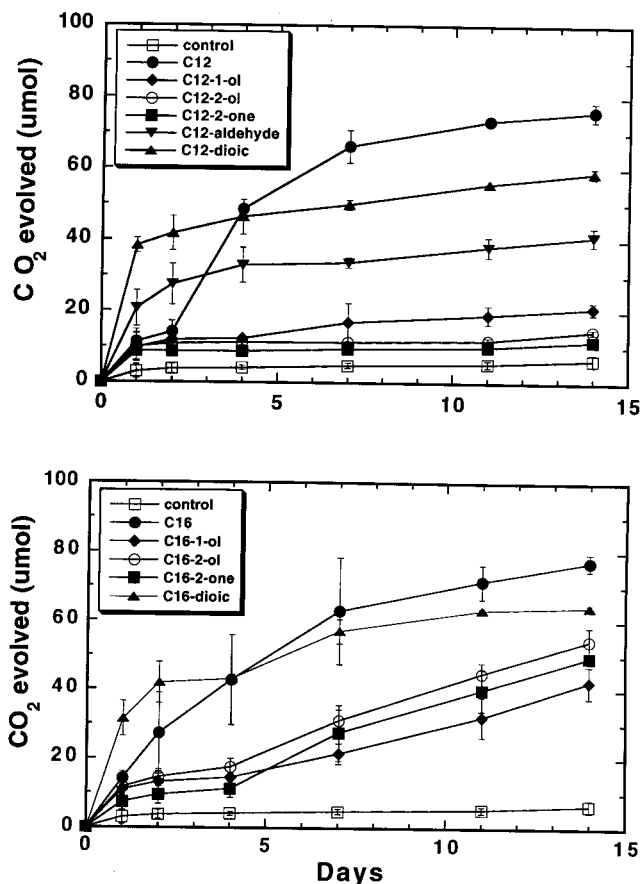 100
80
60
40
20
0
CO2 evolved (umol)
control
C12
C12-1-ol
C12-2-ol
C12-2-one
C12-aldehyde
C12-dioic
0
5
10
15
100
80
60
40
20
0
CO2 evolved (umol)
control
C16
C16-1-ol
C16-2-ol
C16-2-one
C16-dioic
0
5
10
15
Days